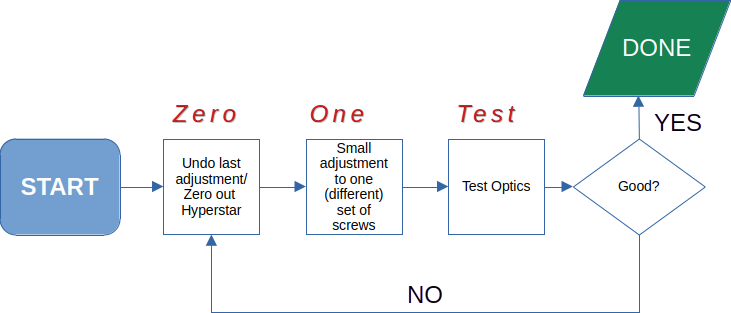 DONE
Zero
One
Test
YES
START
Undo last
adjustment/
Zero out
Hyperstar
Small
adjustment
to one
(different)
set of
screws
Test Optics
Good?
NO